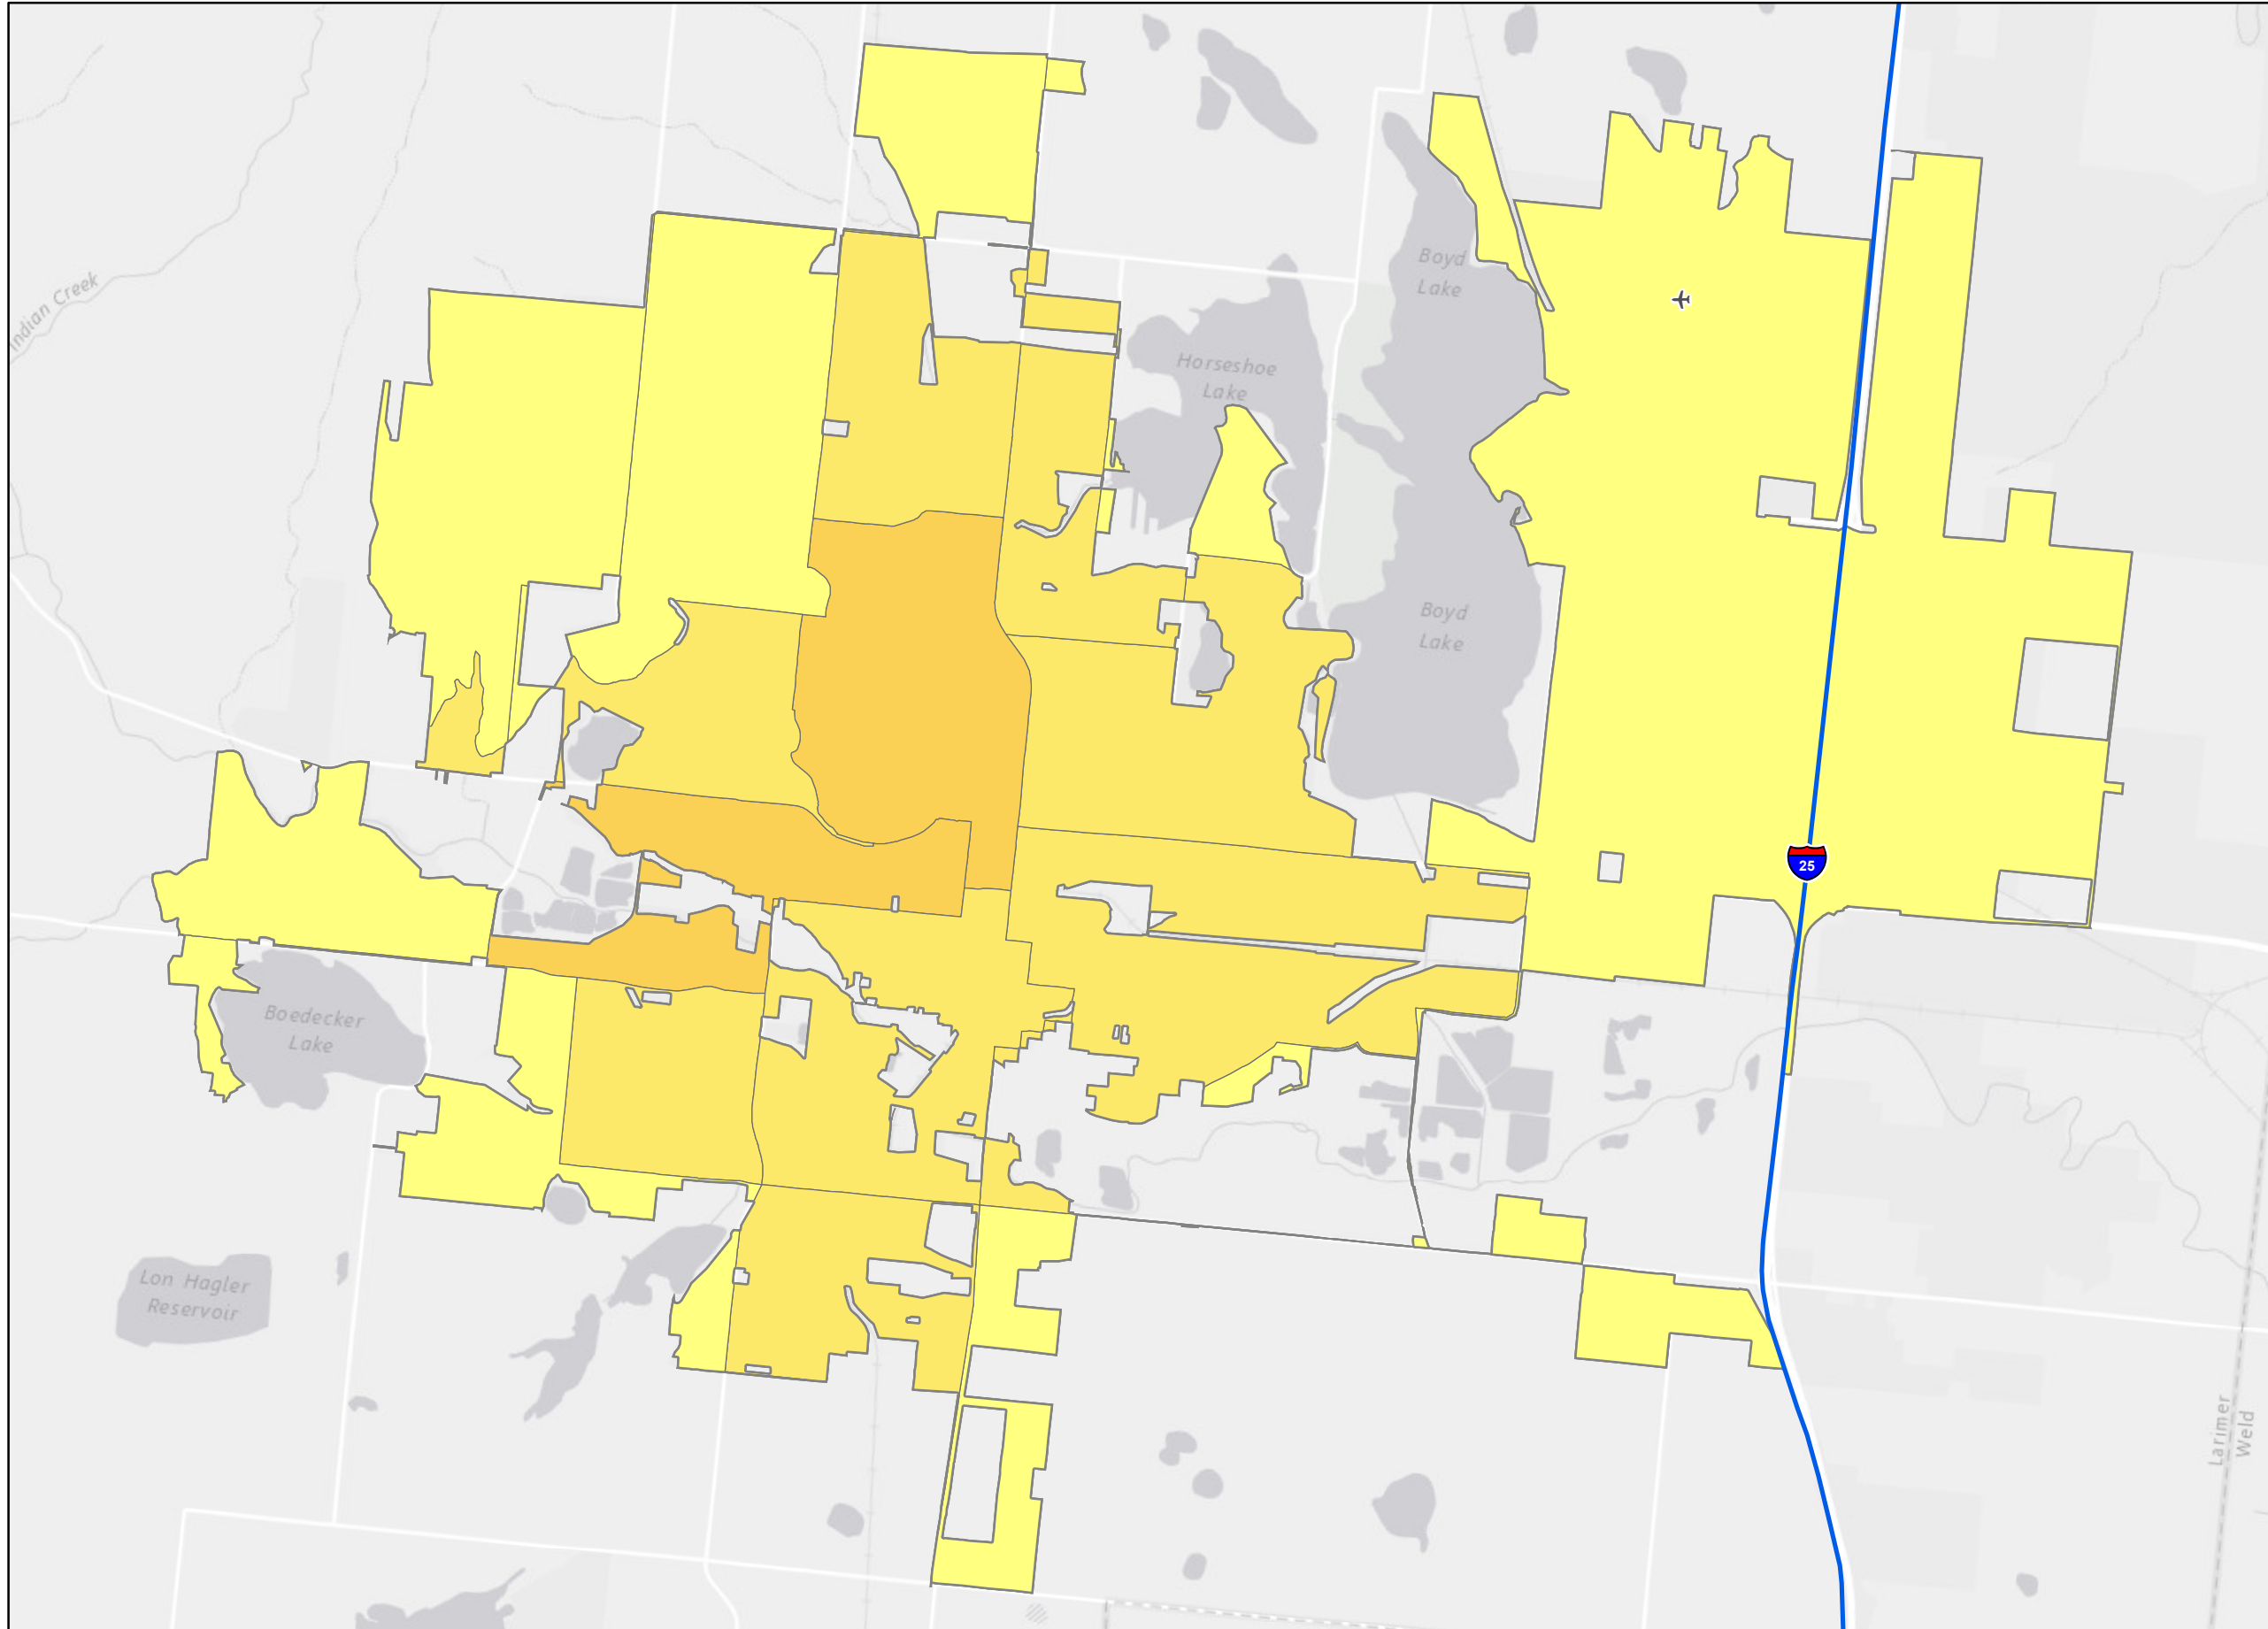 Indian Creek
Boyd
Lake
Horseshoe
Lake
Boyd
Lake
25
Boedecker
Lake
Lon Hagler
Reservoir
Larimer
Weld